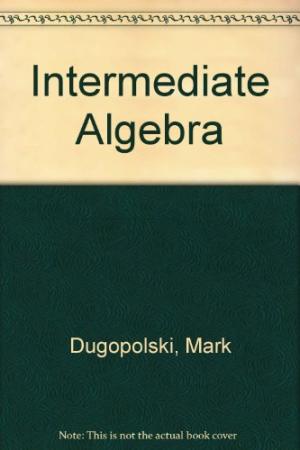 Intermediate
Algebra
Dugopolski, Mark
Note: This is not the actual book cover